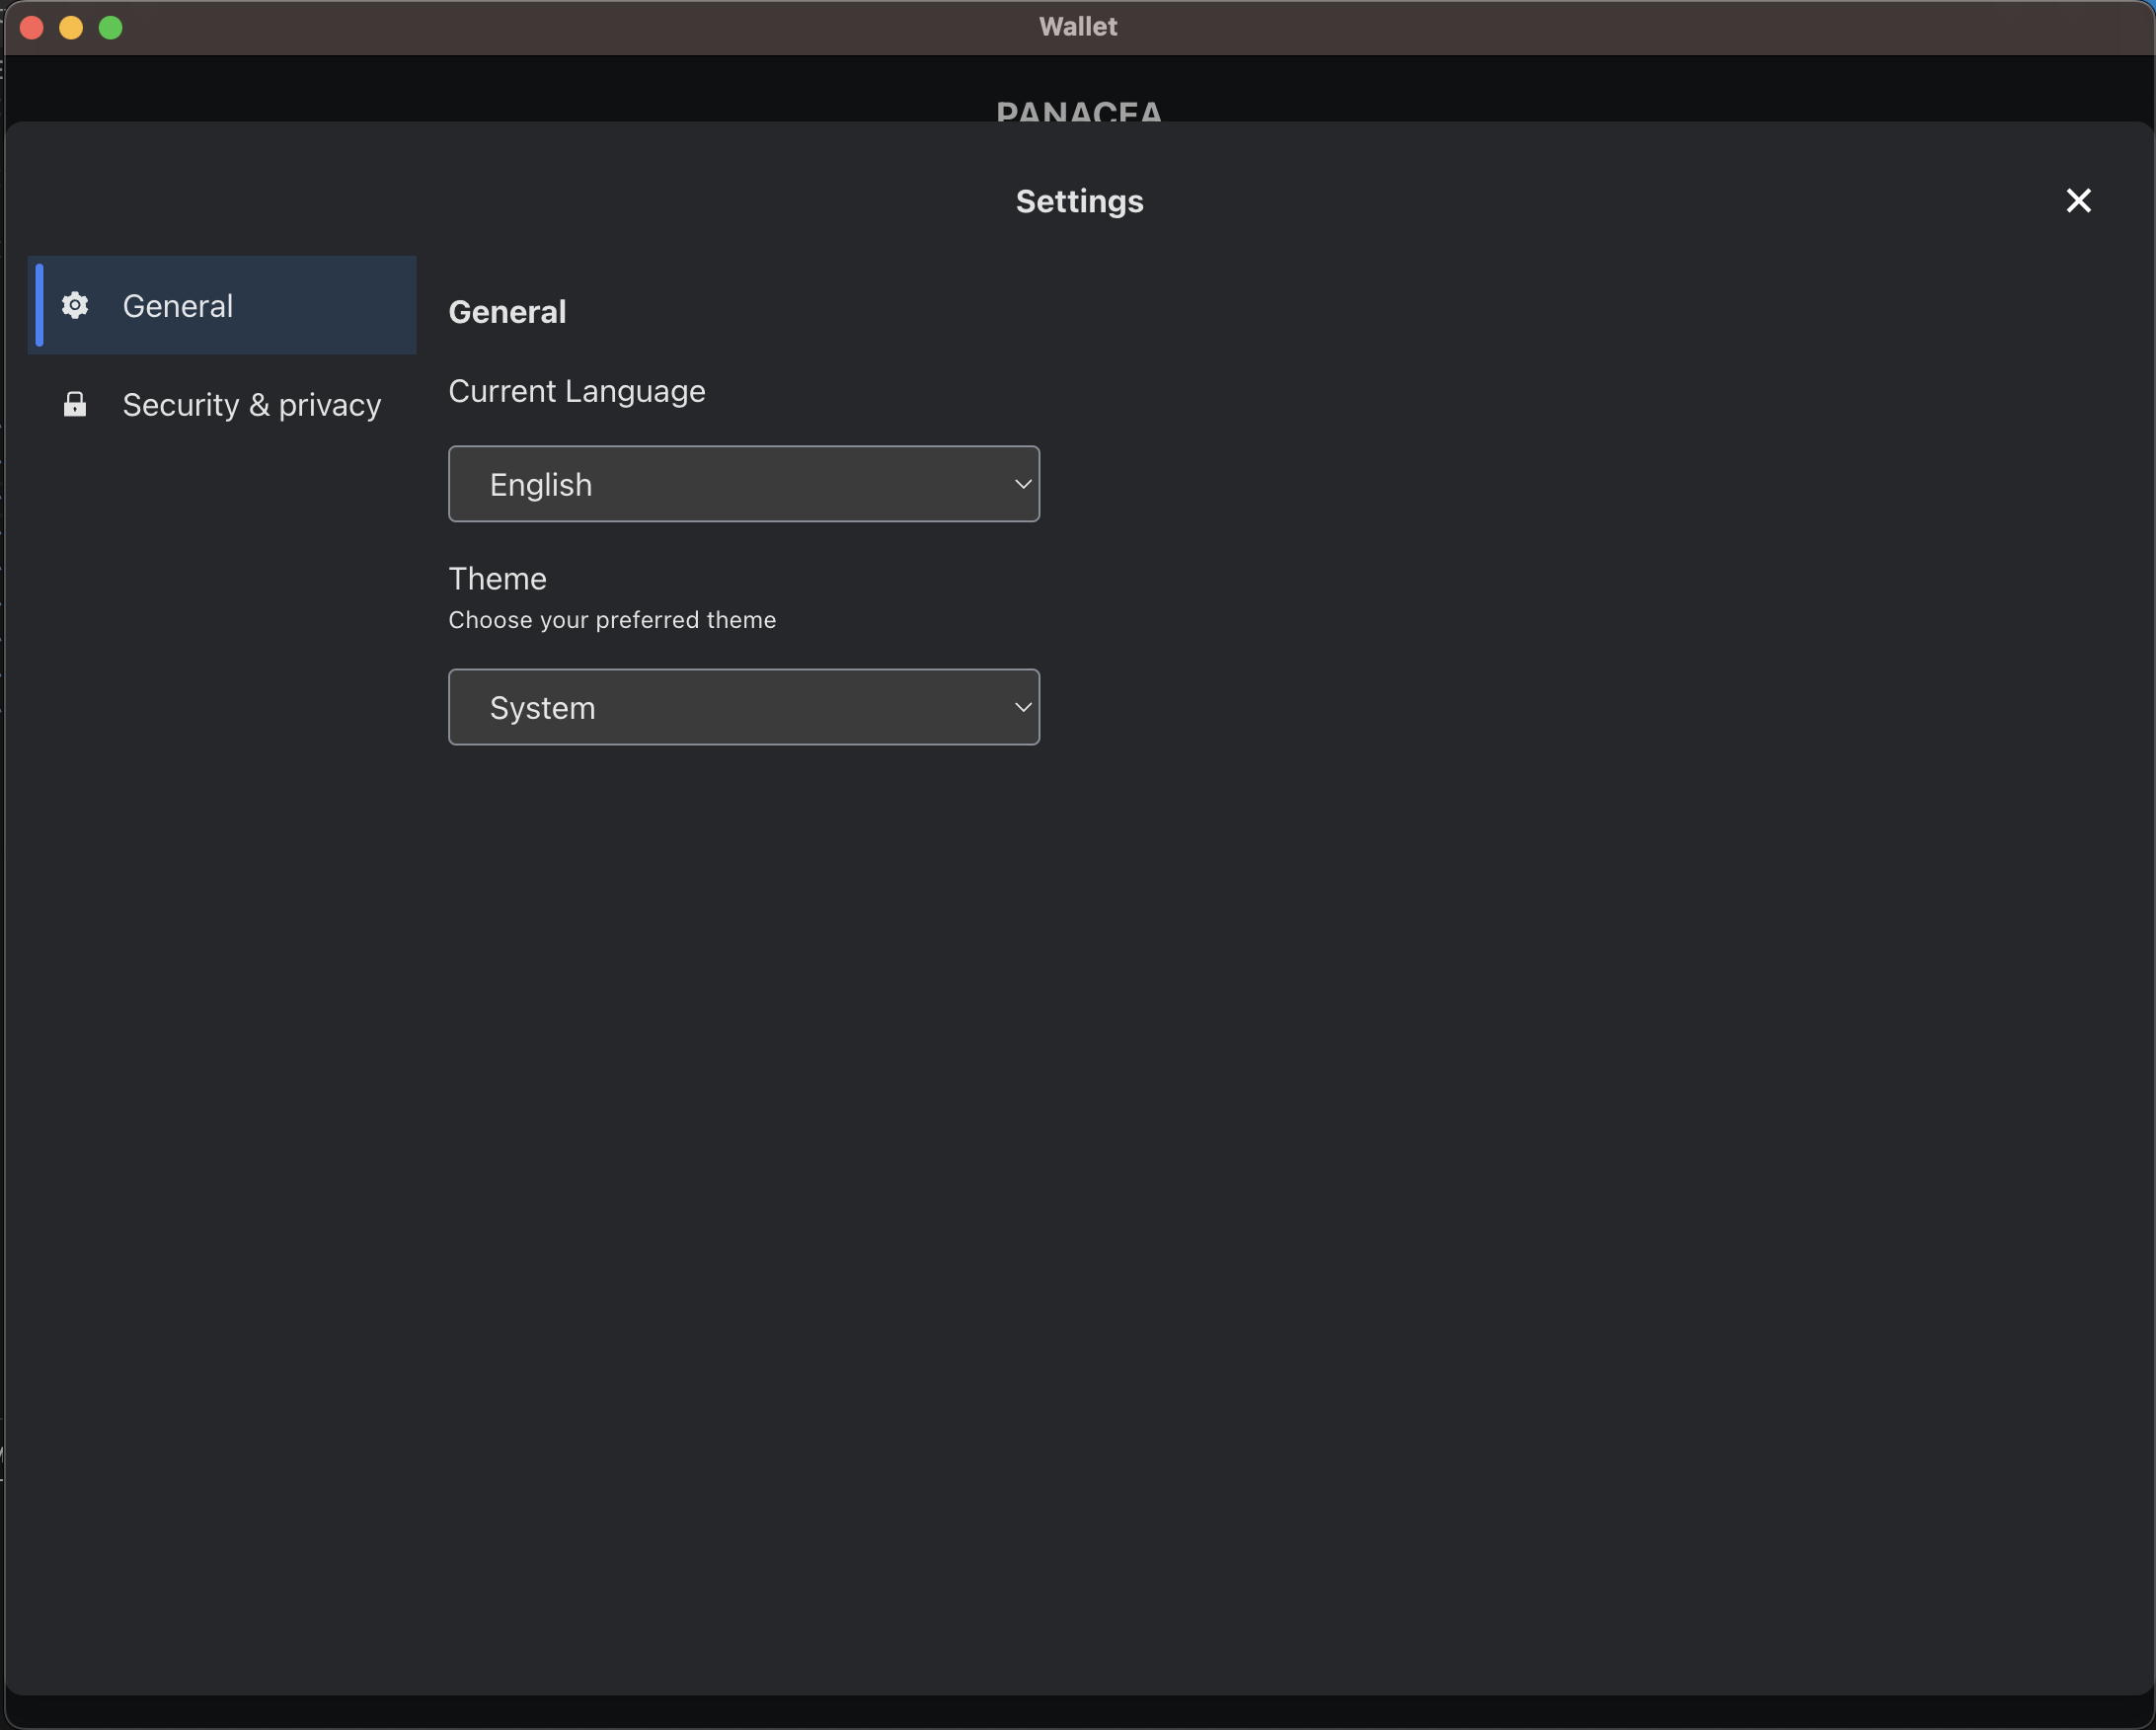 Wallet
PANACEA
Settings
General
Security & privacy
General
Current Language
English
Theme
Choose your preferred theme
System